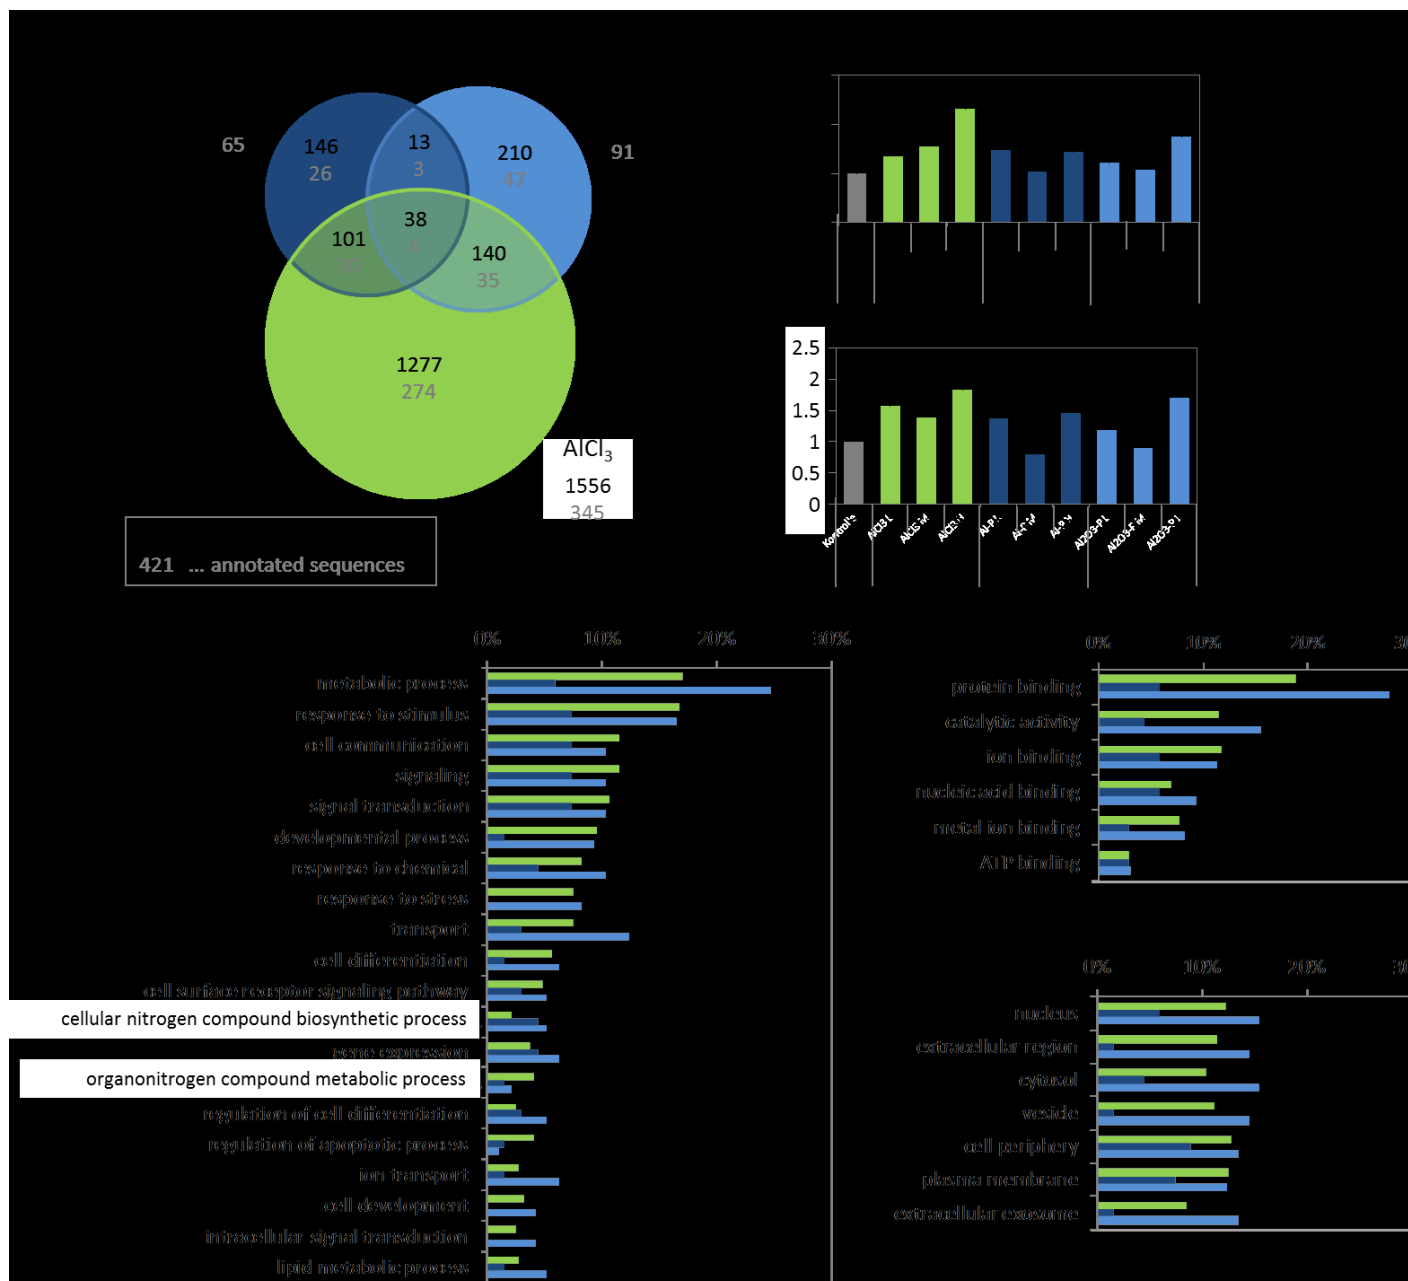 65
146
26
13
3
210
47
91
38
6
101
140
35
1277
274
AlCl3
1556
345
421 ... annotated sequences
2.5
2
1.5
1
0.5
0
0% 10% 20% 30%
metabolic process
response to stimulus
cell communication
signaling
signal transduction
developmental process
response to chemical
response to stress
transport
cell differentiation
cell surface receptor signaling pathway
cellular nitrogen compound biosynthetic process
gene expression
organonitrogen compound metabolic process
regulation of cell differentiation
regulation of apoptotic process
ion transport
cell development
intracellular signal transduction
lipid metabolic process
0% 10% 20%
protein binding
catalytic activity
ion binding
nucleic acid binding
metal ion binding
ATP binding
0% 10% 20%
nucleus
extracellular region
cytosol
vesicle
cell periphery
plasma membrane
extracellular exosome